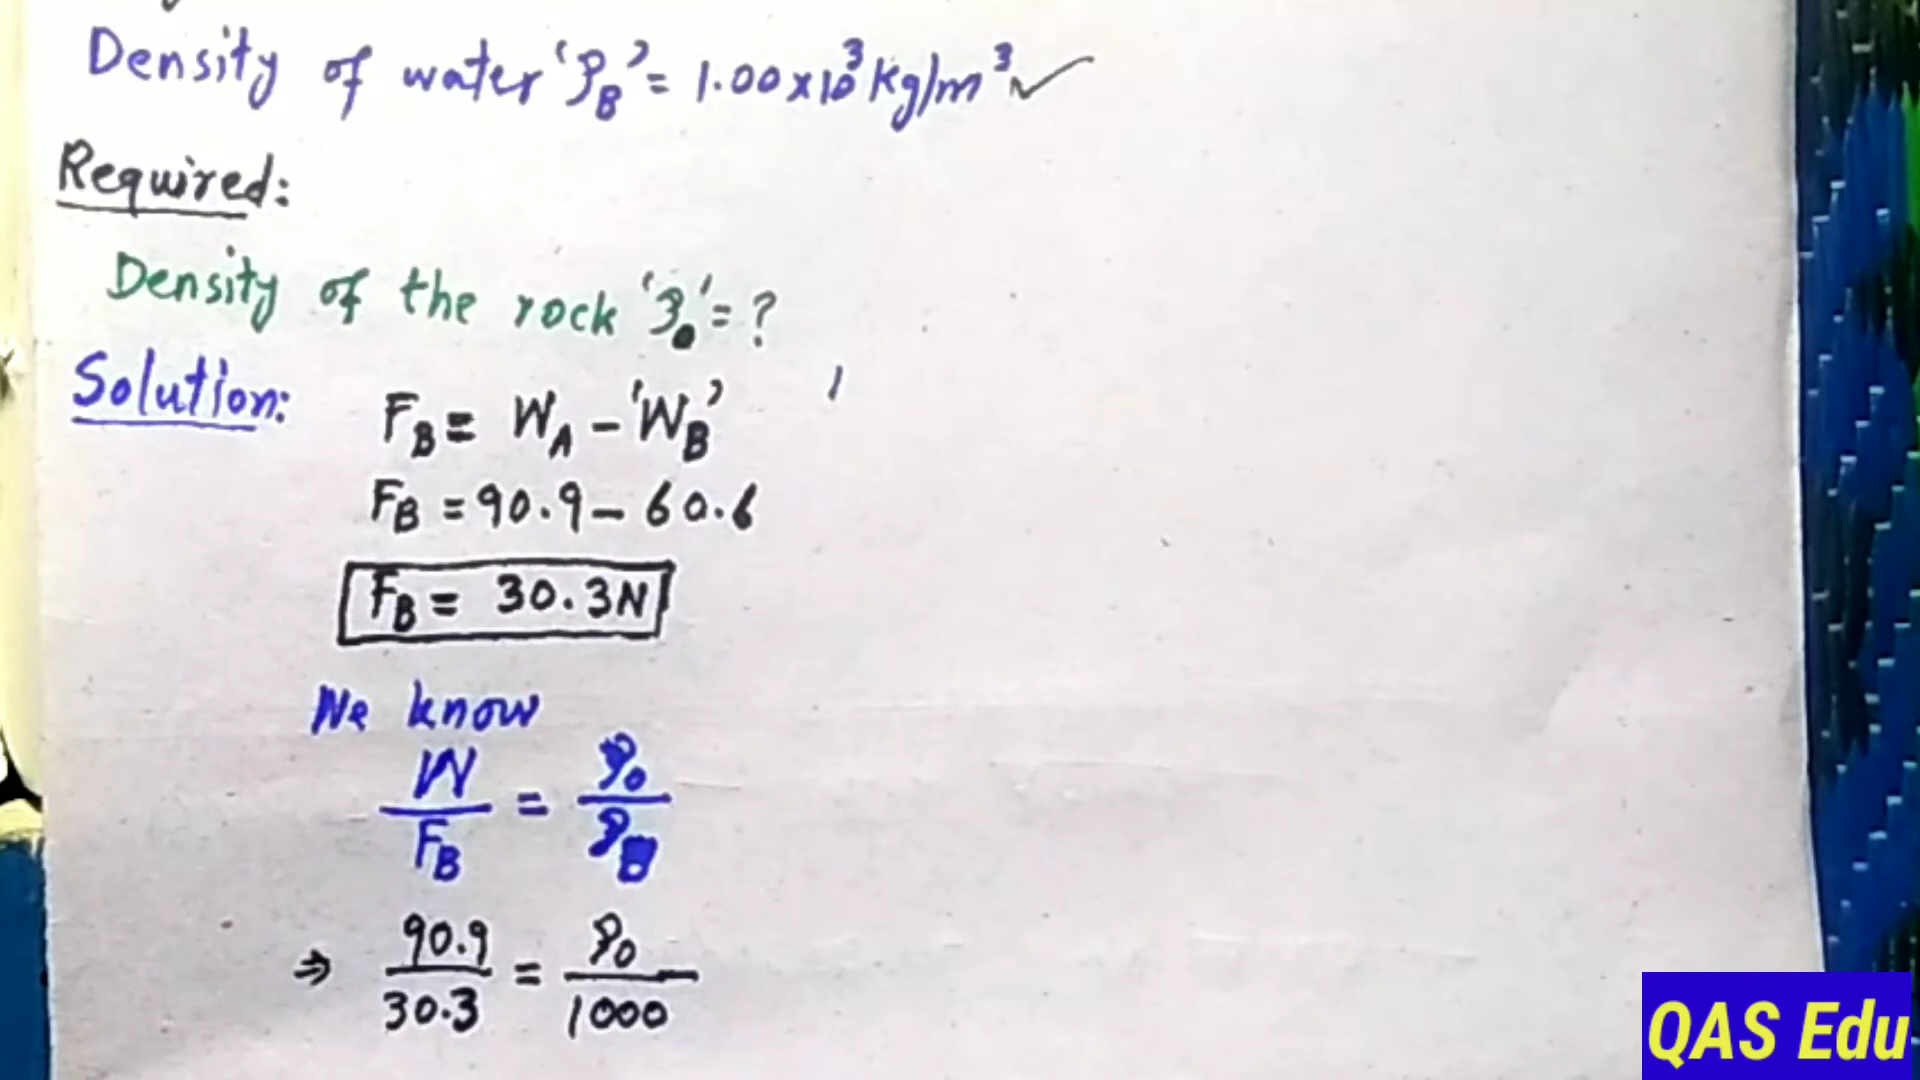 Density of water 'ρB' = 1.00×10³ kg/m³ ✓
Required:
Density of the rock 'ρo' = ?
Solution:
FB = WA - 'WB'
FB = 90.9 - 60.6
FB = 30.3N
We know
W/FB = ρo/ρB
⇒ 90.9/30.3 = ρo/1000
QAS Edu